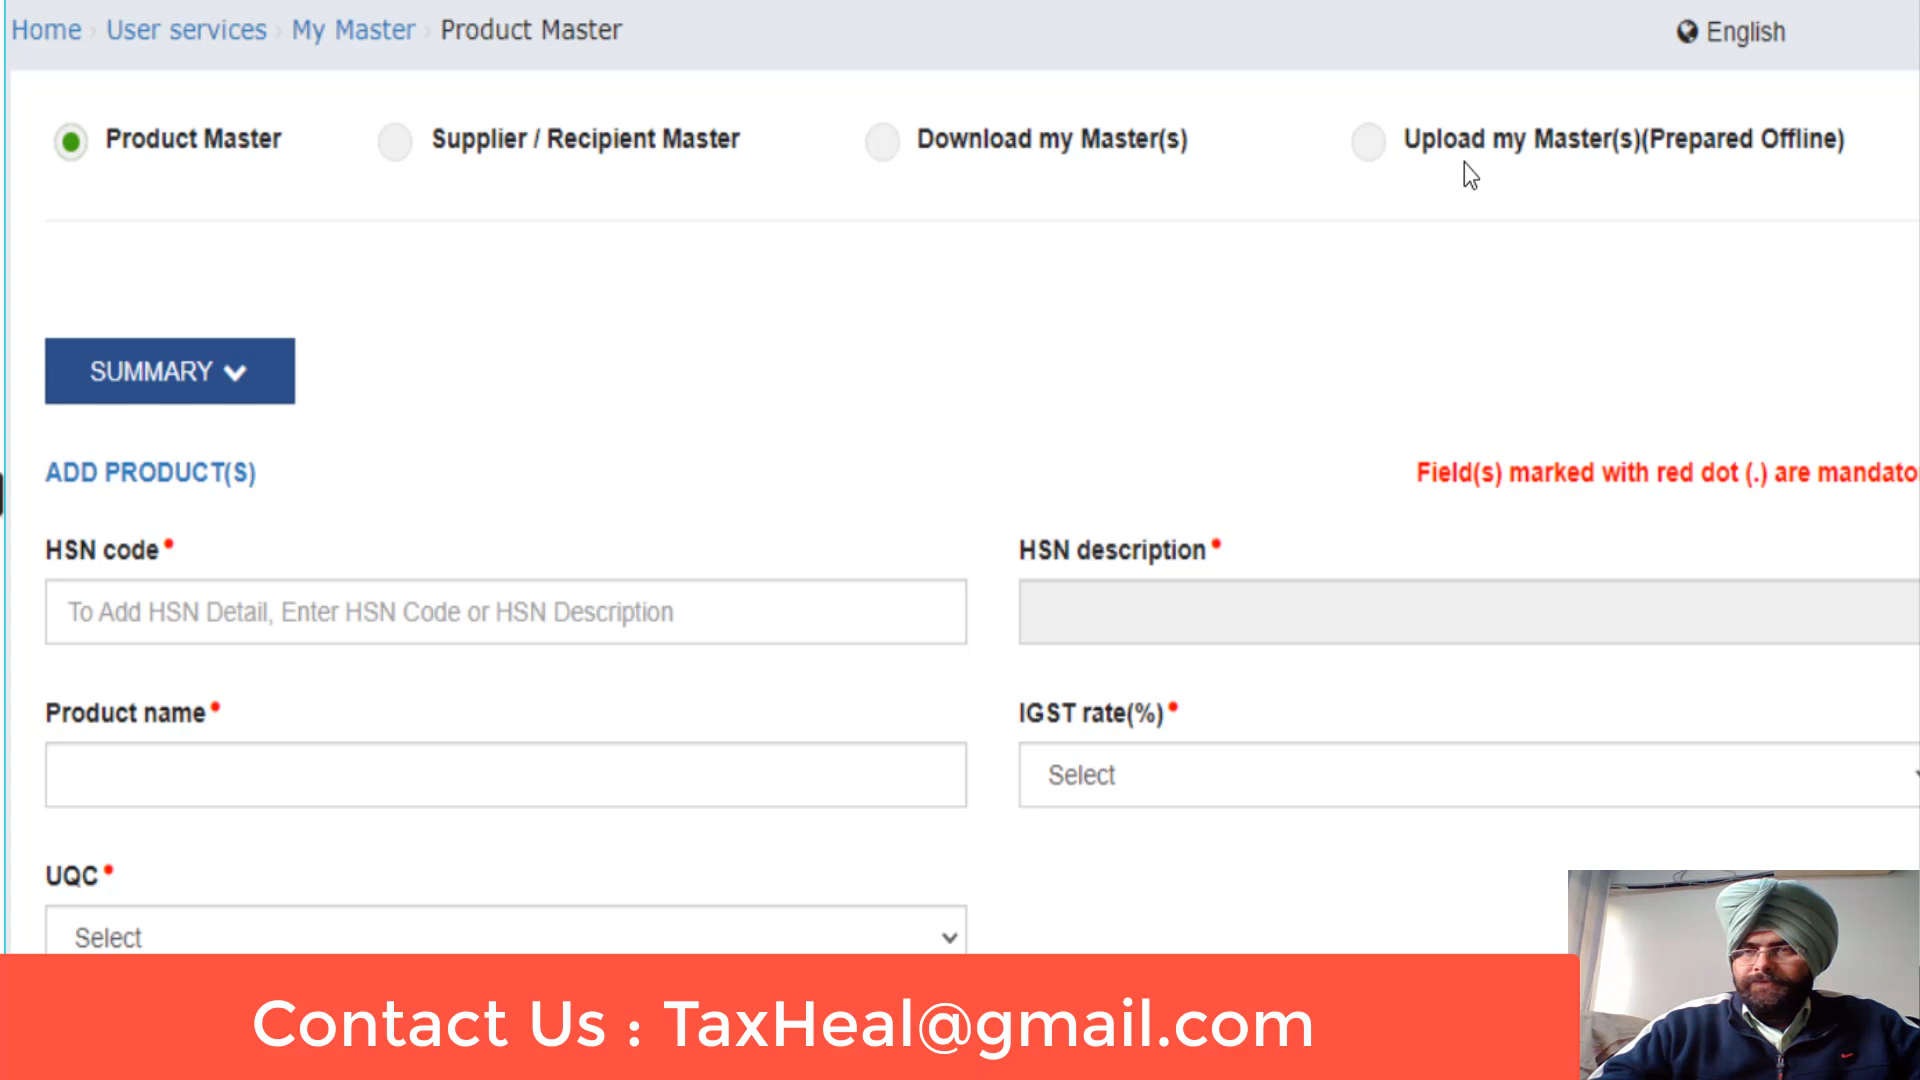 Home › User services › My Master › Product Master
English
Product Master
Supplier / Recipient Master
Download my Master(s)
Upload my Master(s)(Prepared Offline)
SUMMARY
ADD PRODUCT(S)
Field(s) marked with red dot (.) are mandato
HSN code
HSN description
To Add HSN Detail, Enter HSN Code or HSN Description
Product name
IGST rate(%)
Select
UQC
Select
Contact Us : TaxHeal@gmail.com